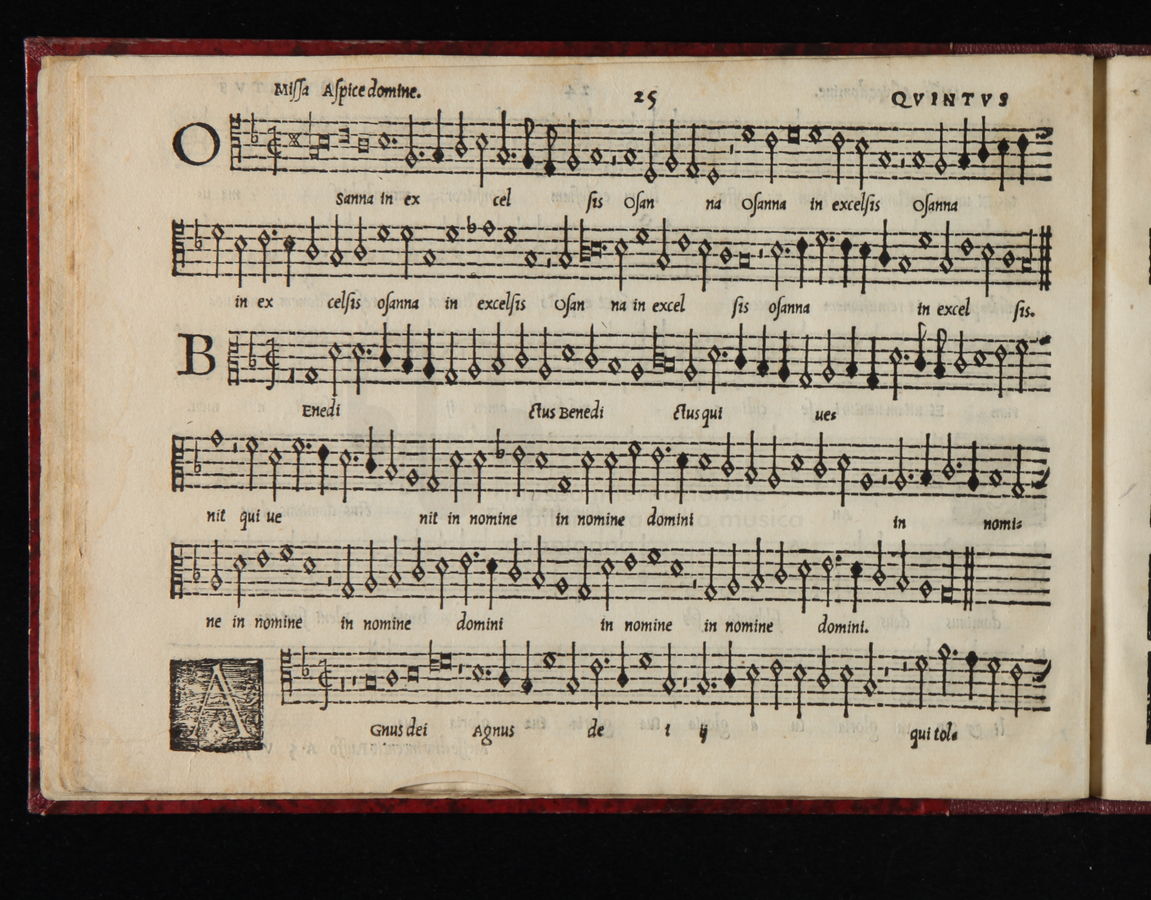 Miſſa Aſpice domine. 25 QVINTVS
O
Sanna in ex cel ſis Oſan na Oſanna in excelſis Oſanna
in ex celſis oſanna in excelſis Oſan na in excel ſis oſanna in excel ſis.
B
Enedi ctus Benedi ctus qui ues
nit qui ue nit in nomine in nomine domini in nomi=
ne in nomine in nomine domini in nomine in nomine domini.
A
Gnus dei Agnus de i ij qui tol=